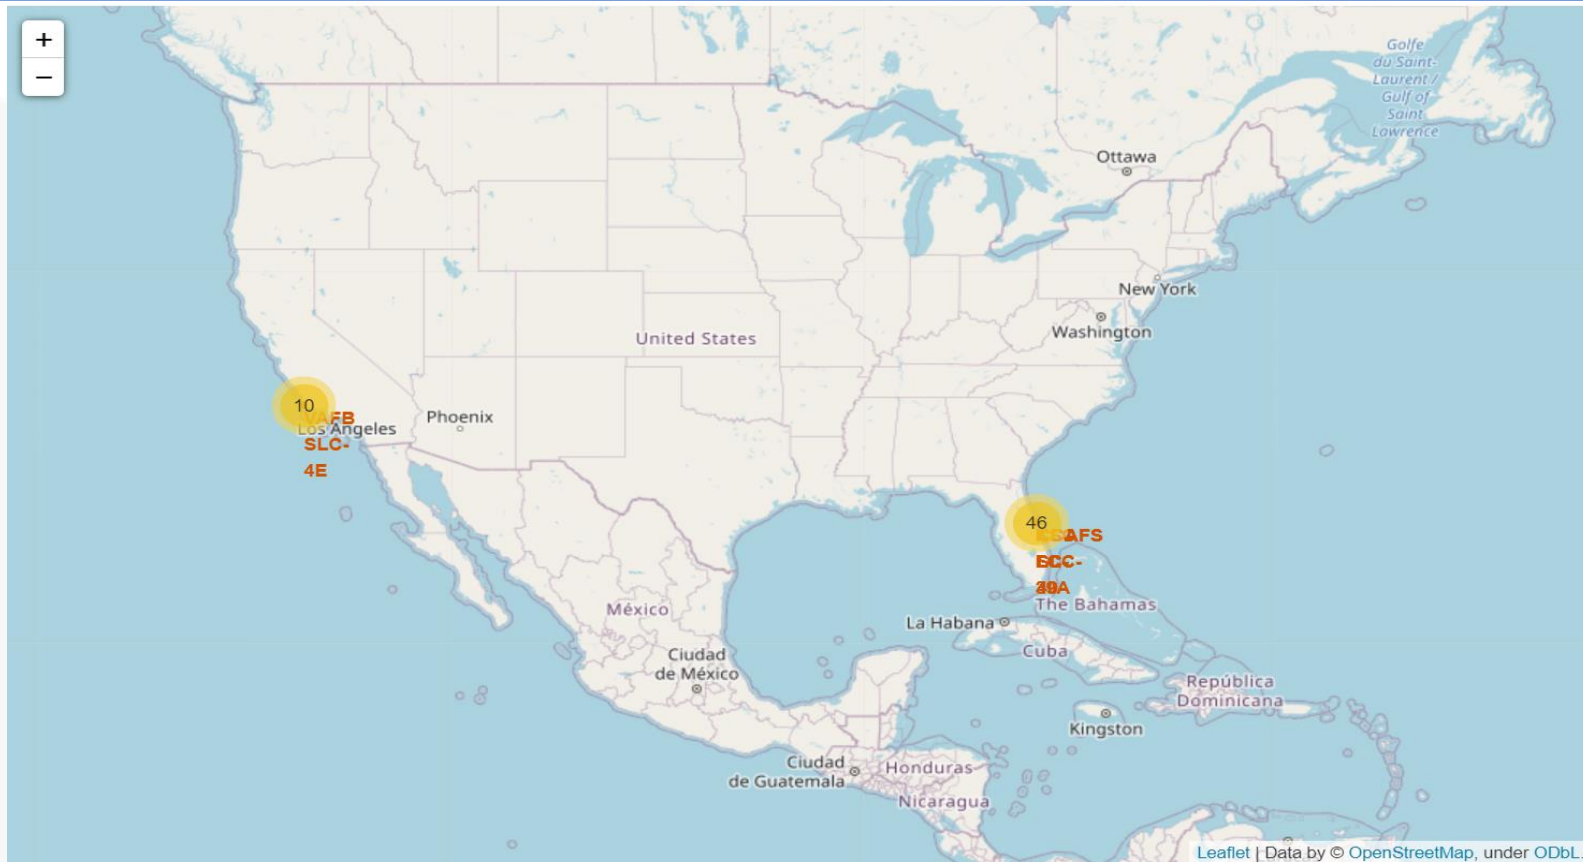 +
−
Golfe
du Saint-
Laurent /
Gulf of
Saint
Lawrence
Ottawa
New York
Washington
United States
10
VAFB
Los Angeles
SLC-
4E
Phoenix
46
The Bahamas
La Habana
Cuba
México
Ciudad
de México
República
Dominicana
Kingston
Ciudad
de Guatemala
Honduras
Nicaragua
Leaflet | Data by © OpenStreetMap, under ODbL.